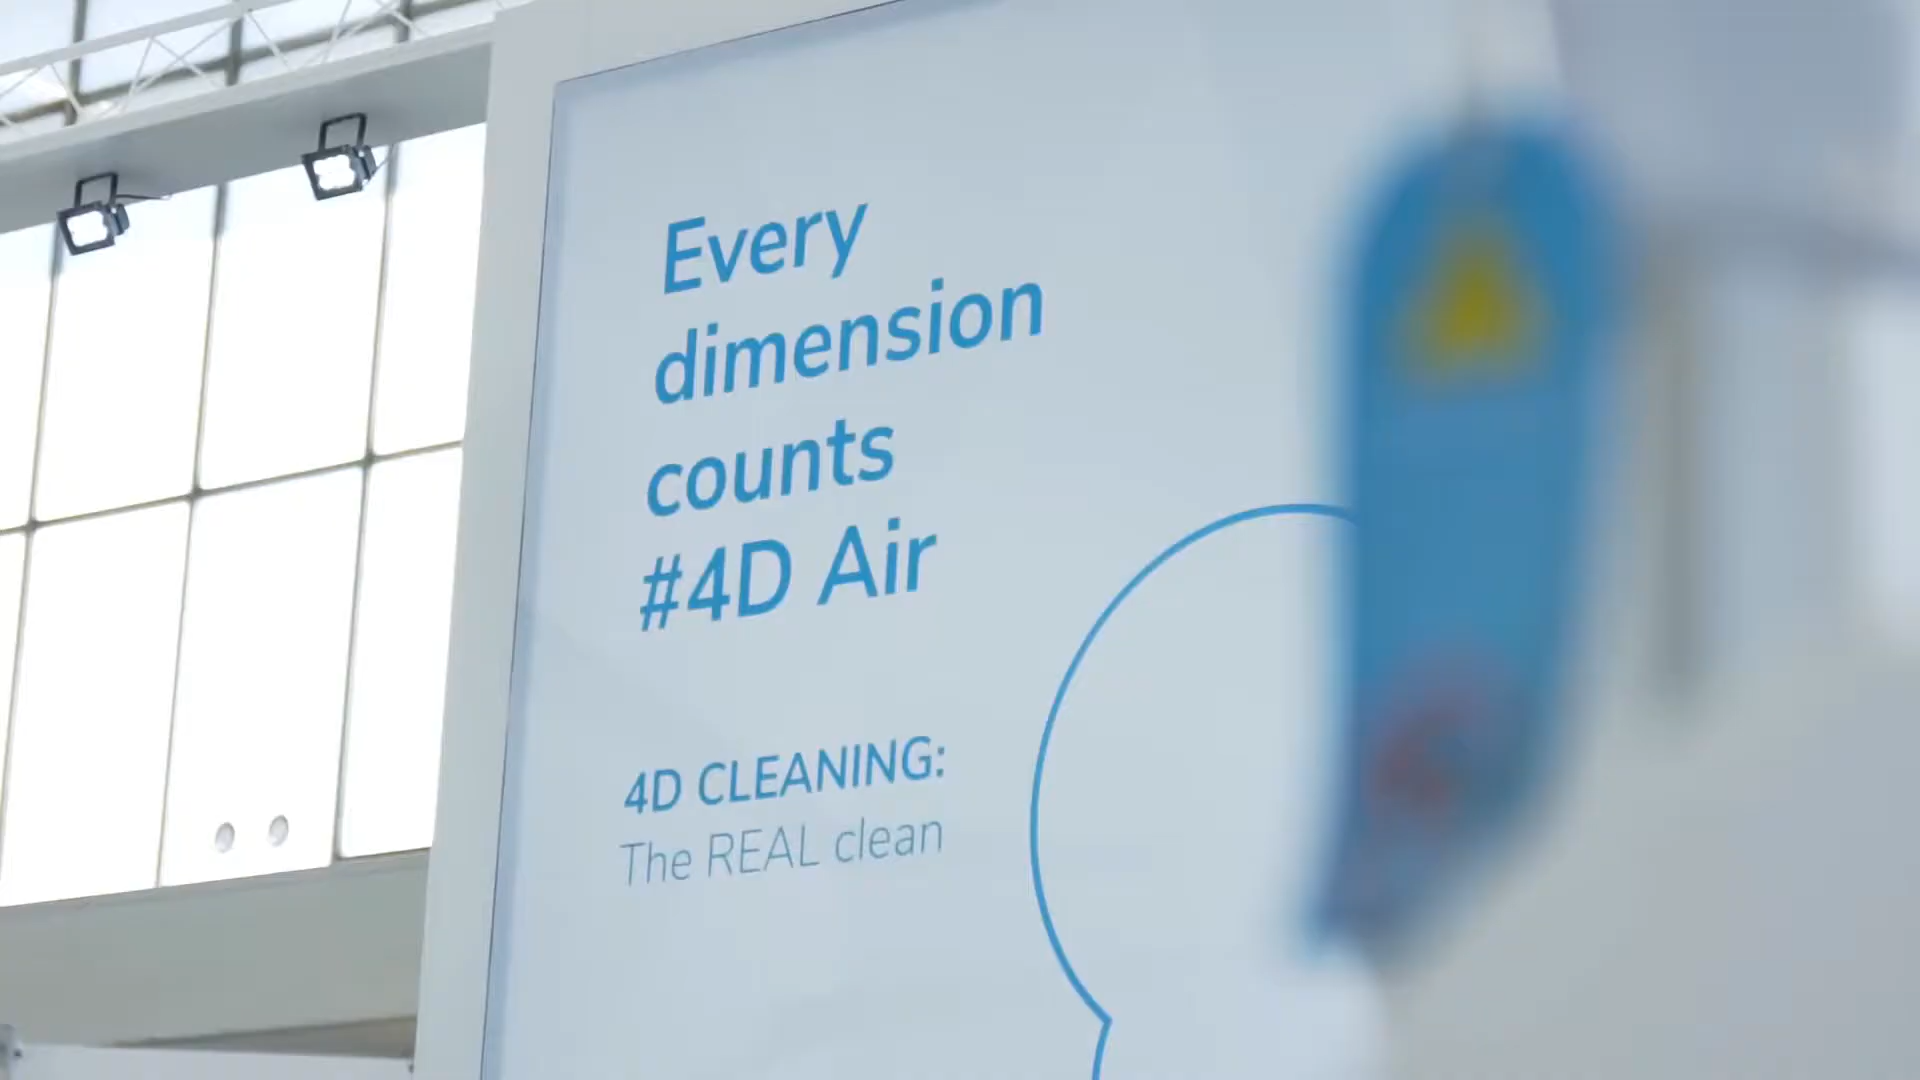 Every
dimension
counts
#4D Air
4D CLEANING:
The REAL clean